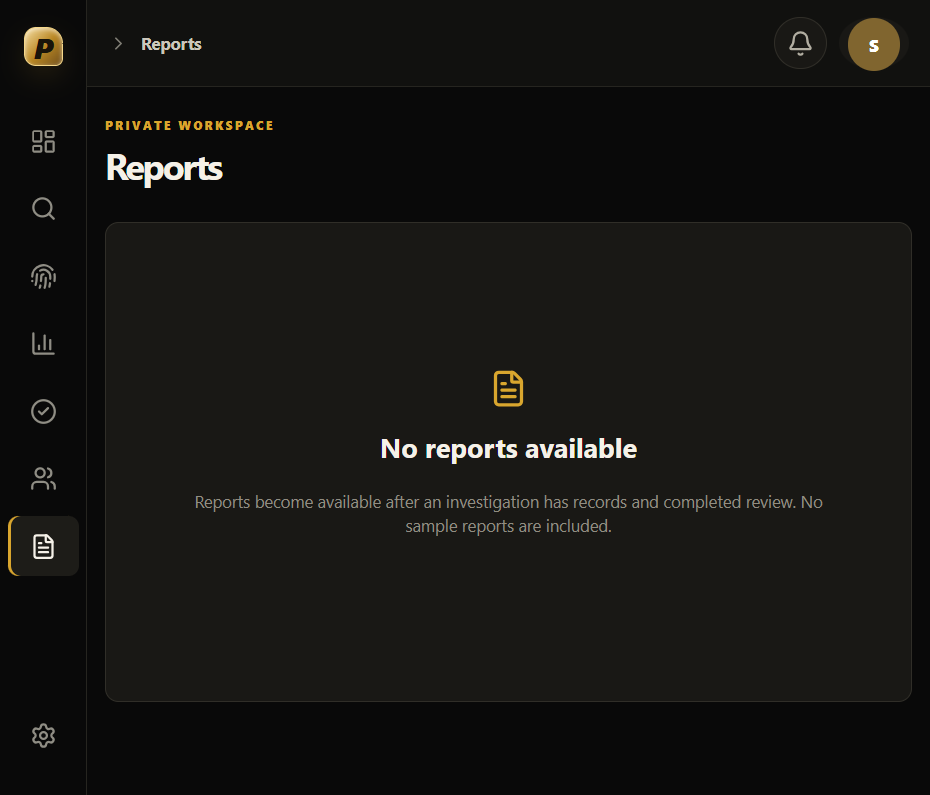 P
Reports
S
PRIVATE WORKSPACE
Reports
No reports available
Reports become available after an investigation has records and completed review. No
sample reports are included.